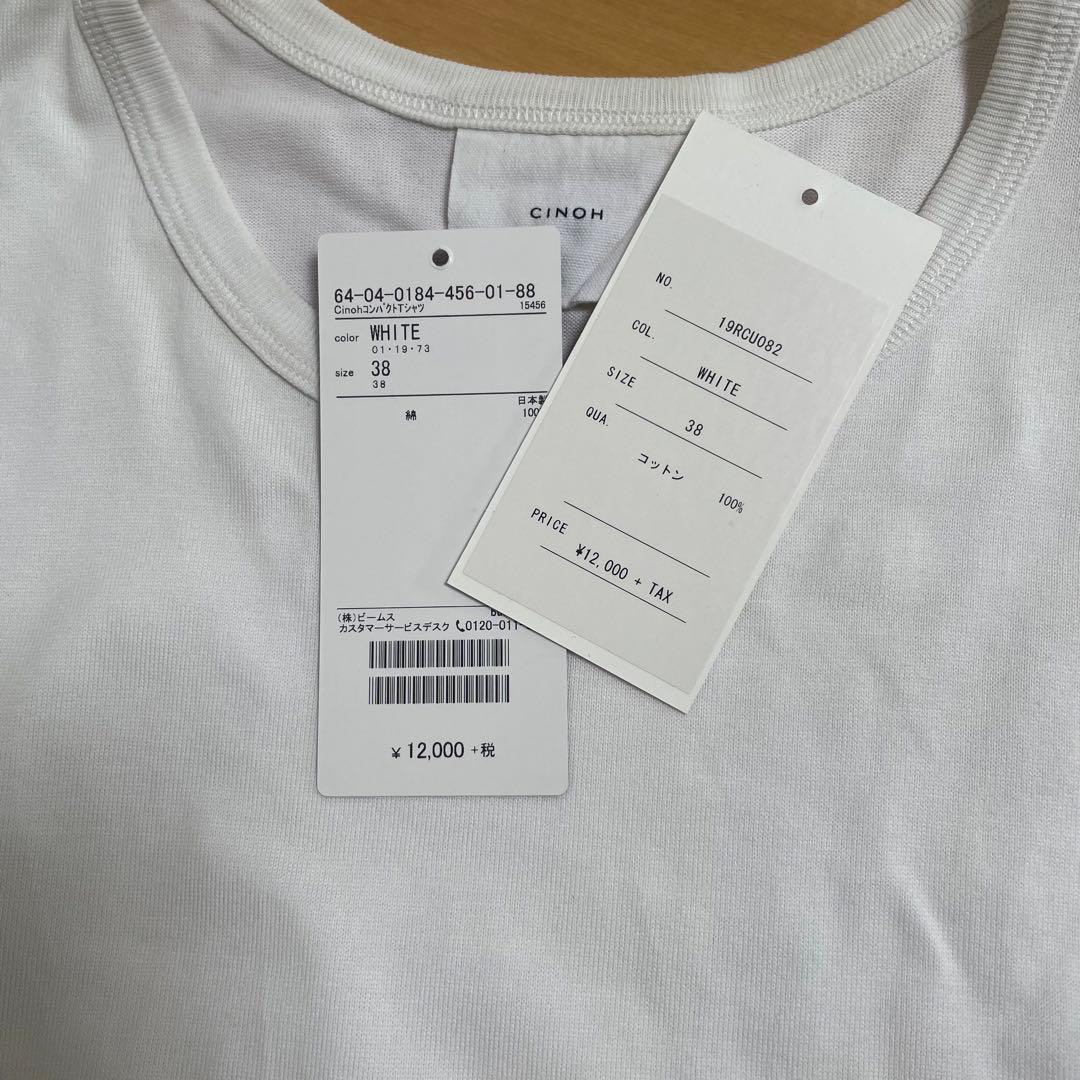 CINOH
64-04-0184-456-01-88
CinohコンパクトTシャツ 15456
color WHITE
01・19・73
size 38
38
日本製
綿 100
(株)ビームス
カスタマーサービスデスク 0120-011
¥ 12,000 +税
NO.
19RCU082
COL.
WHITE
SIZE
38
QUA.
コットン
100%
PRICE
¥12,000 + TAX